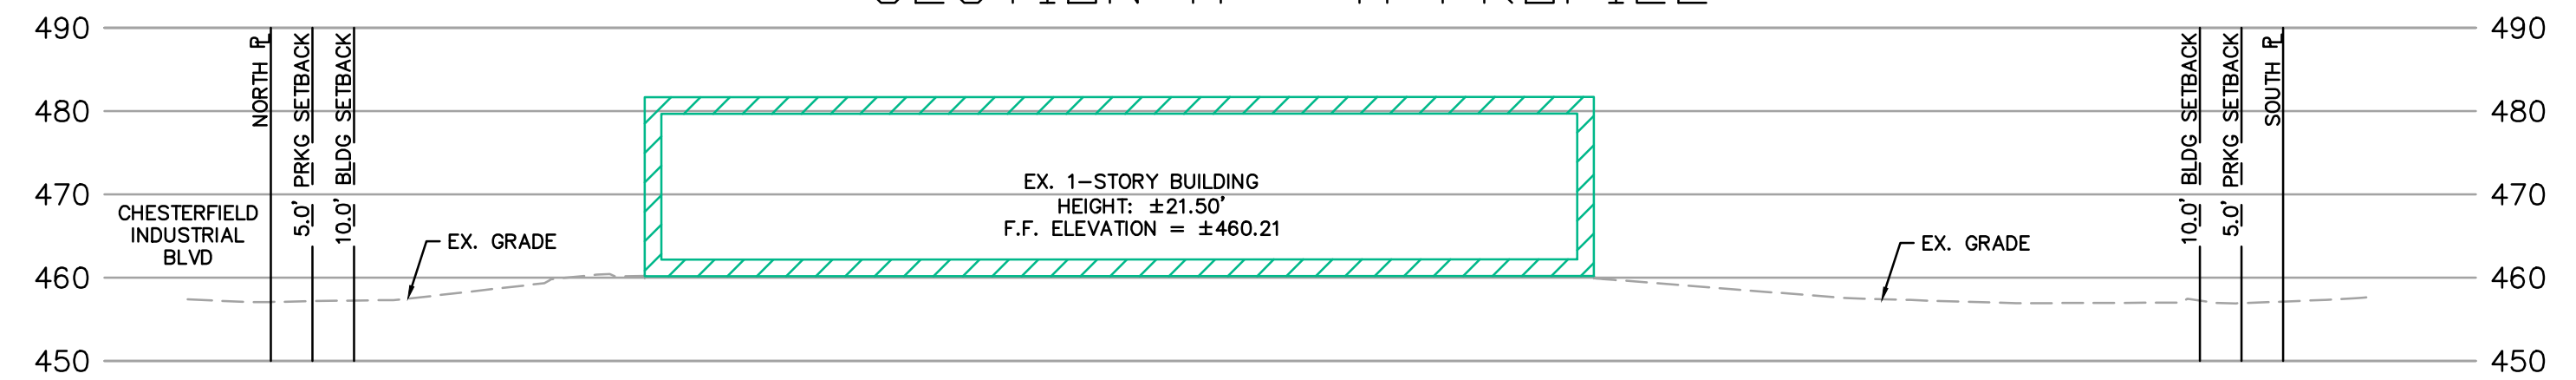 490
490
NORTH PL
5.0' PRKG SETBACK
10.0' BLDG SETBACK
10.0' BLDG SETBACK
5.0' PRKG SETBACK
SOUTH PL
480
480
470
470
EX. 1-STORY BUILDING
HEIGHT: ±21.50'
F.F. ELEVATION = ±460.21
CHESTERFIELD
INDUSTRIAL
BLVD
EX. GRADE
EX. GRADE
460
460
450
450